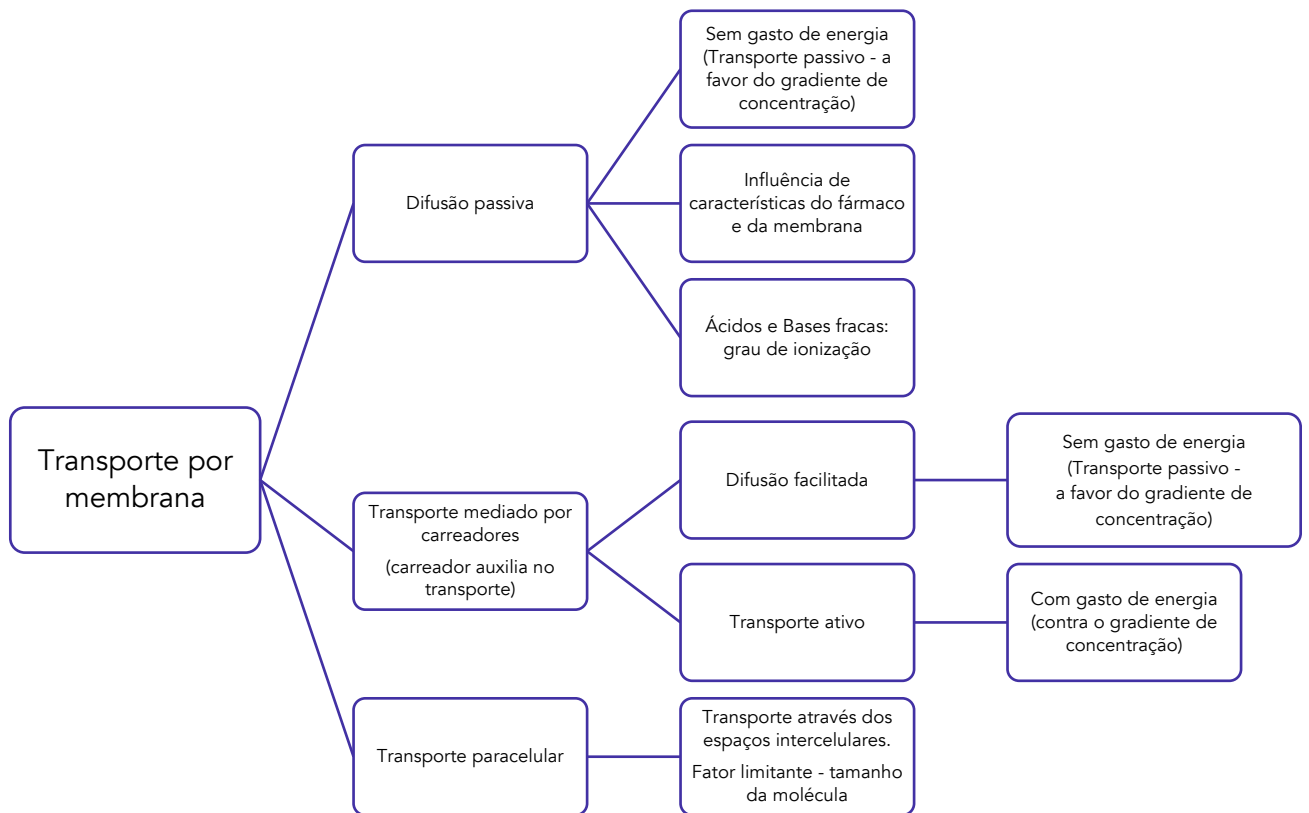 Sem gasto de energia
(Transporte passivo - a
favor do gradiente de
concentração)
Difusão passiva
Influência de
características do fármaco
e da membrana
Ácidos e Bases fracas:
grau de ionização
Transporte por
membrana
Transporte mediado por
carreadores
(carreador auxilia no
transporte)
Difusão facilitada
Sem gasto de energia
(Transporte passivo -
a favor do gradiente de
concentração)
Transporte ativo
Com gasto de energia
(contra o gradiente de
concentração)
Transporte paracelular
Transporte através dos
espaços intercelulares.
Fator limitante - tamanho
da molécula